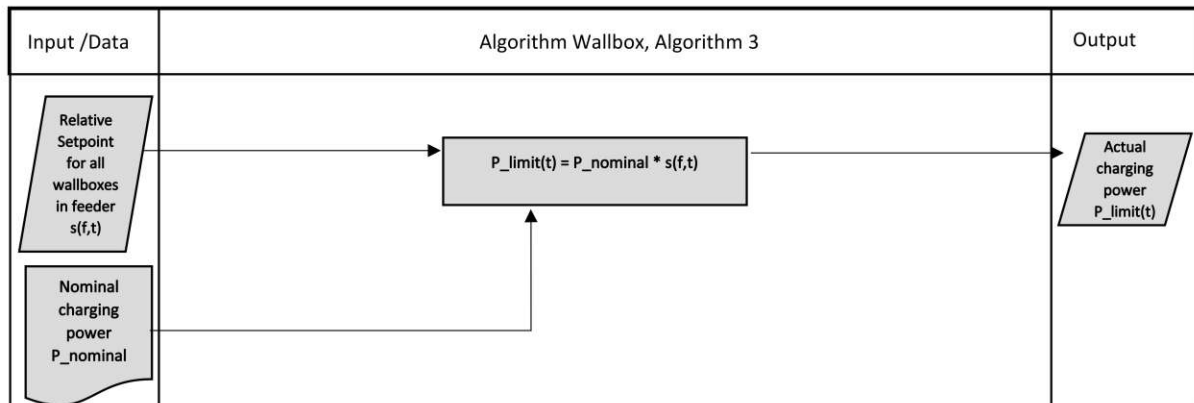 Input /Data
Algorithm Wallbox, Algorithm 3
Output
Relative
Setpoint
for all
wallboxes
in feeder
s(f,t)
P_limit(t) = P_nominal * s(f,t)
Actual
charging
power
P_limit(t)
Nominal
charging
power
P_nominal